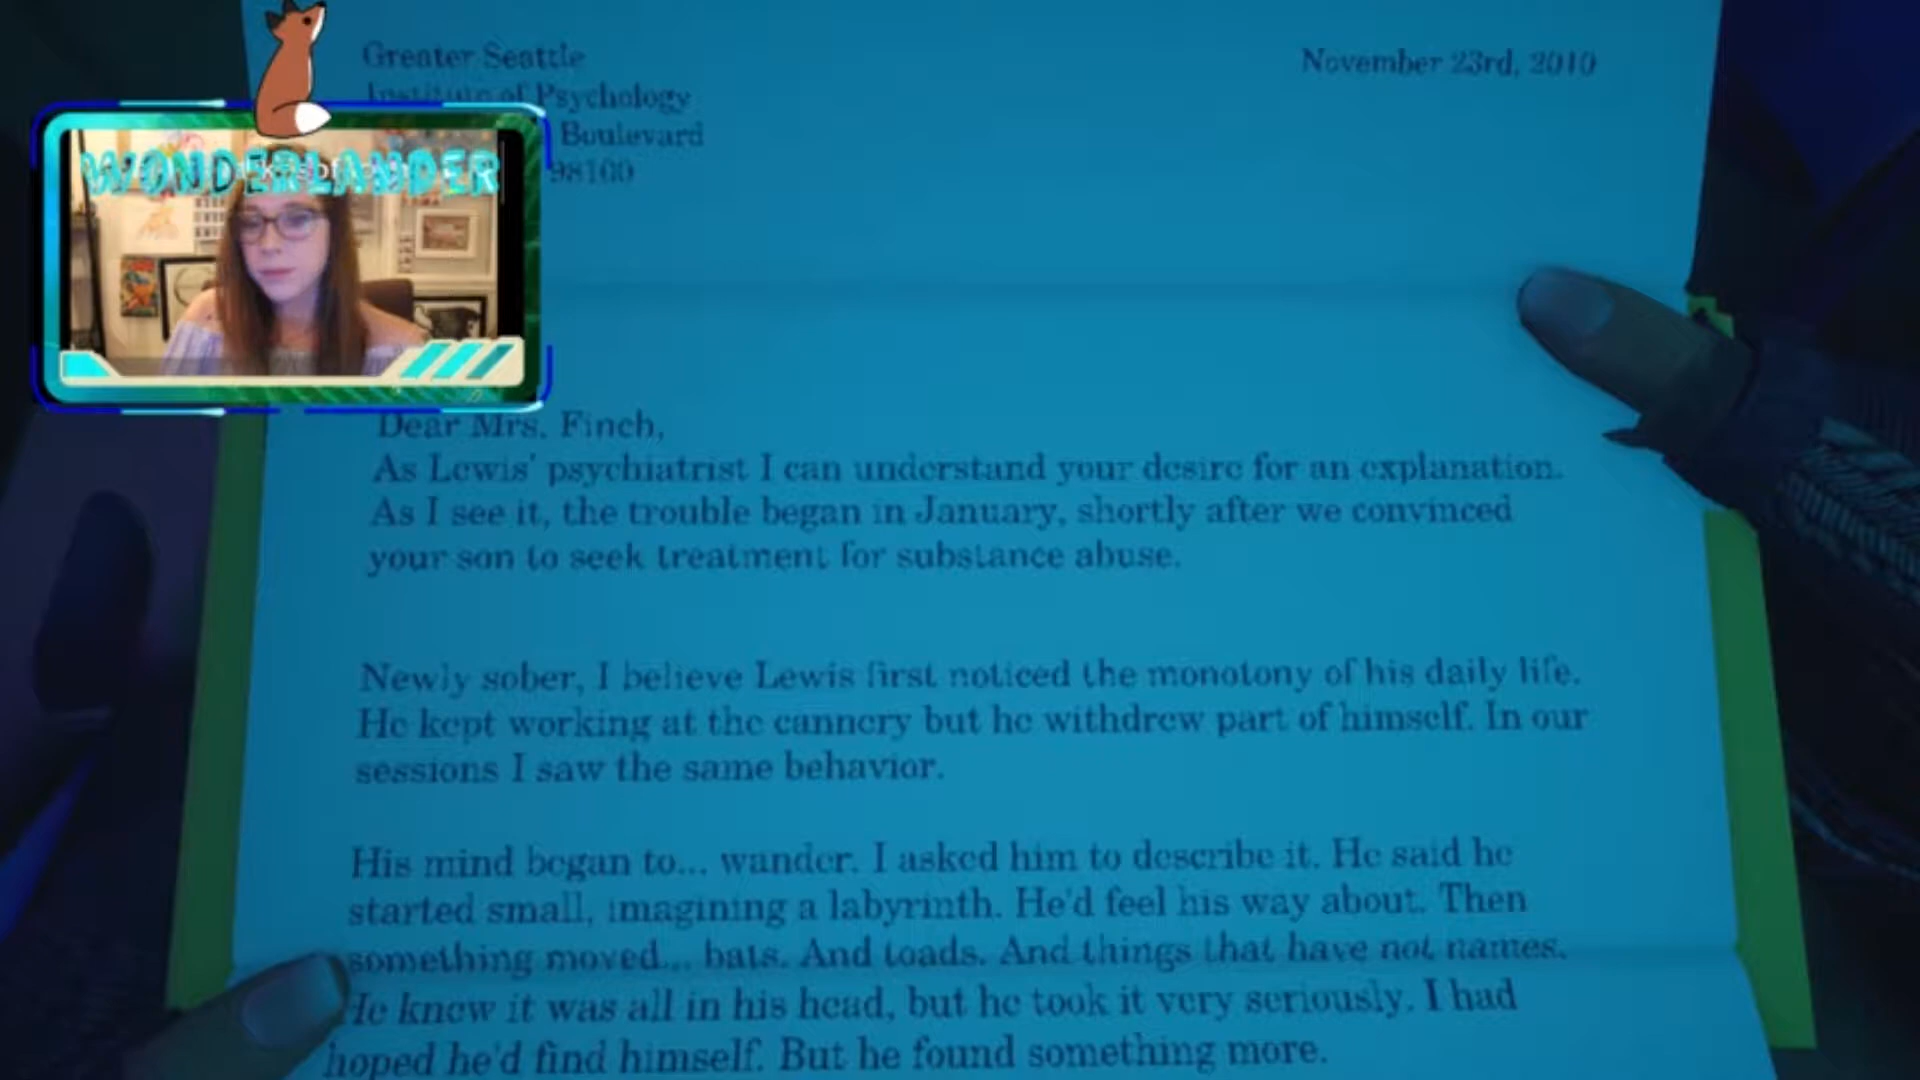 Greater Seattle
Institute of Psychology
Boulevard
98100
November 23rd, 2010
WONDERLANDER
Dear Mrs. Finch,
As Lewis' psychiatrist I can understand your desire for an explanation.
As I see it, the trouble began in January, shortly after we convinced
your son to seek treatment for substance abuse.
Newly sober, I believe Lewis first noticed the monotony of his daily life.
He kept working at the cannery but he withdrew part of himself. In our
sessions I saw the same behavior.
His mind began to... wander. I asked him to describe it. He said he
started small, imagining a labyrinth. He'd feel his way about. Then
something moved... bats. And toads. And things that have not names.
He knew it was all in his head, but he took it very seriously. I had
hoped he'd find himself. But he found something more.